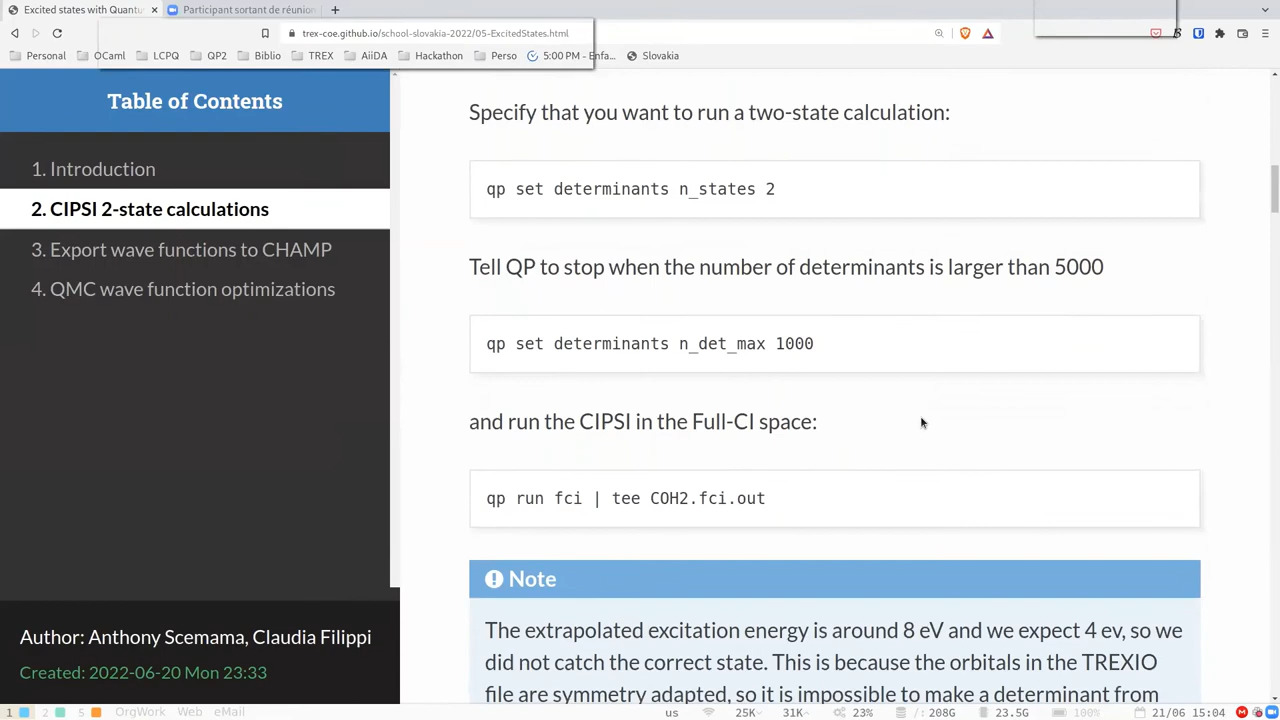 Excited states with Quantu
Participant sortant de réunion
trex-coe.github.io/school-slovakia-2022/05-ExcitedStates.html
Personal OCaml LCPQ QP2 Biblio TREX AiiDA Hackathon Perso 5:00 PM - Enfa... Slovakia
Table of Contents
1. Introduction
2. CIPSI 2-state calculations
3. Export wave functions to CHAMP
4. QMC wave function optimizations
Author: Anthony Scemama, Claudia Filippi
Created: 2022-06-20 Mon 23:33
Specify that you want to run a two-state calculation:
qp set determinants n_states 2
Tell QP to stop when the number of determinants is larger than 5000
qp set determinants n_det_max 1000
and run the CIPSI in the Full-CI space:
qp run fci | tee COH2.fci.out
Note
The extrapolated excitation energy is around 8 eV and we expect 4 ev, so we
did not catch the correct state. This is because the orbitals in the TREXIO
file are symmetry adapted, so it is impossible to make a determinant from
1 2 5 OrgWork Web eMail us 25K 31K 23% / 208G 23.5G 100% 21/06 15:04